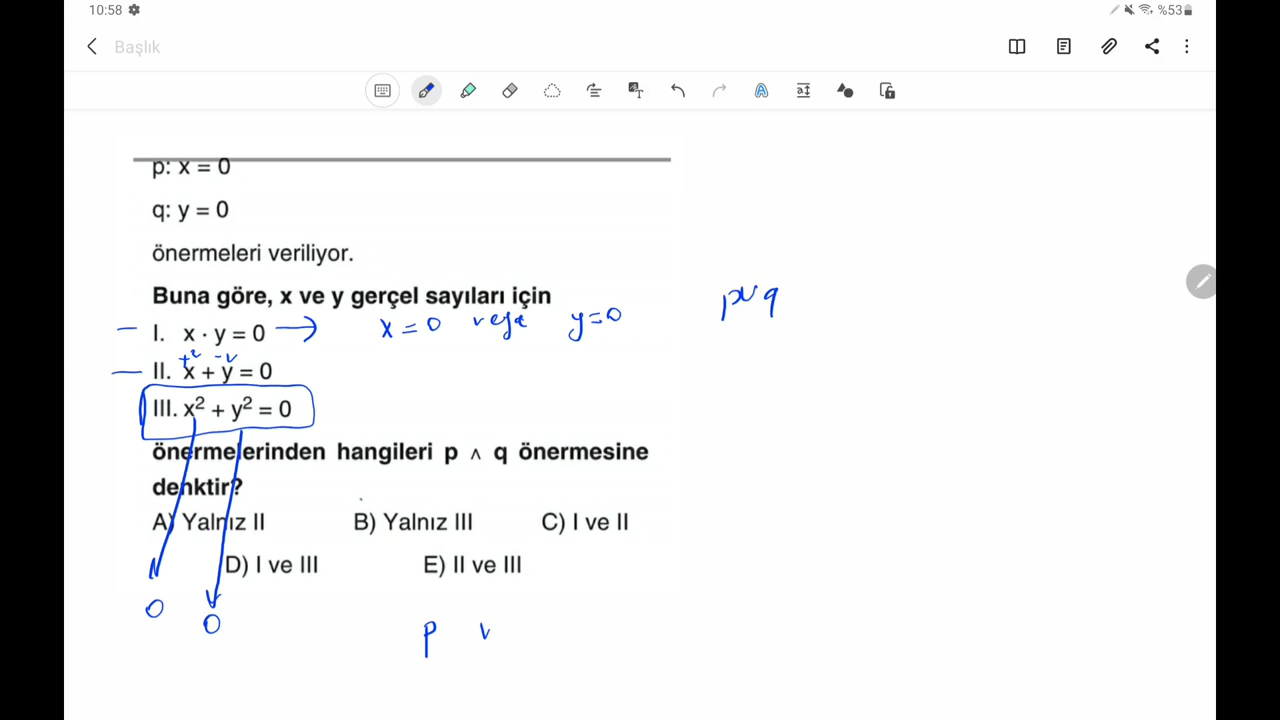 10:58 %53
Başlık
p: x = 0
q: y = 0
önermeleri veriliyor.
Buna göre, x ve y gerçel sayıları için
p∨q
I. x · y = 0 → x = 0 veya y = 0
+2 -2
II. x + y = 0
III. x² + y² = 0
önermelerinden hangileri p ∧ q önermesine
denktir?
A) Yalnız II B) Yalnız III C) I ve II
D) I ve III E) II ve III
0 0
p v